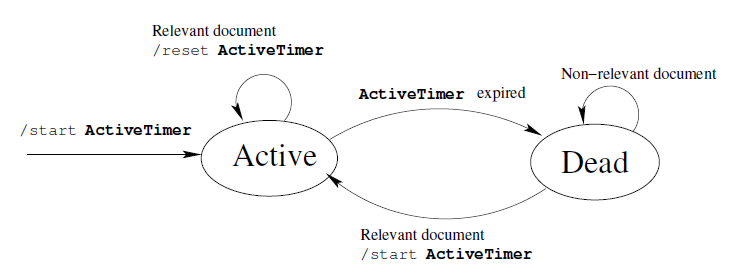 Relevant document
/reset ActiveTimer
Non-relevant document
ActiveTimer expired
/start ActiveTimer
Active
Dead
Relevant document
/start ActiveTimer